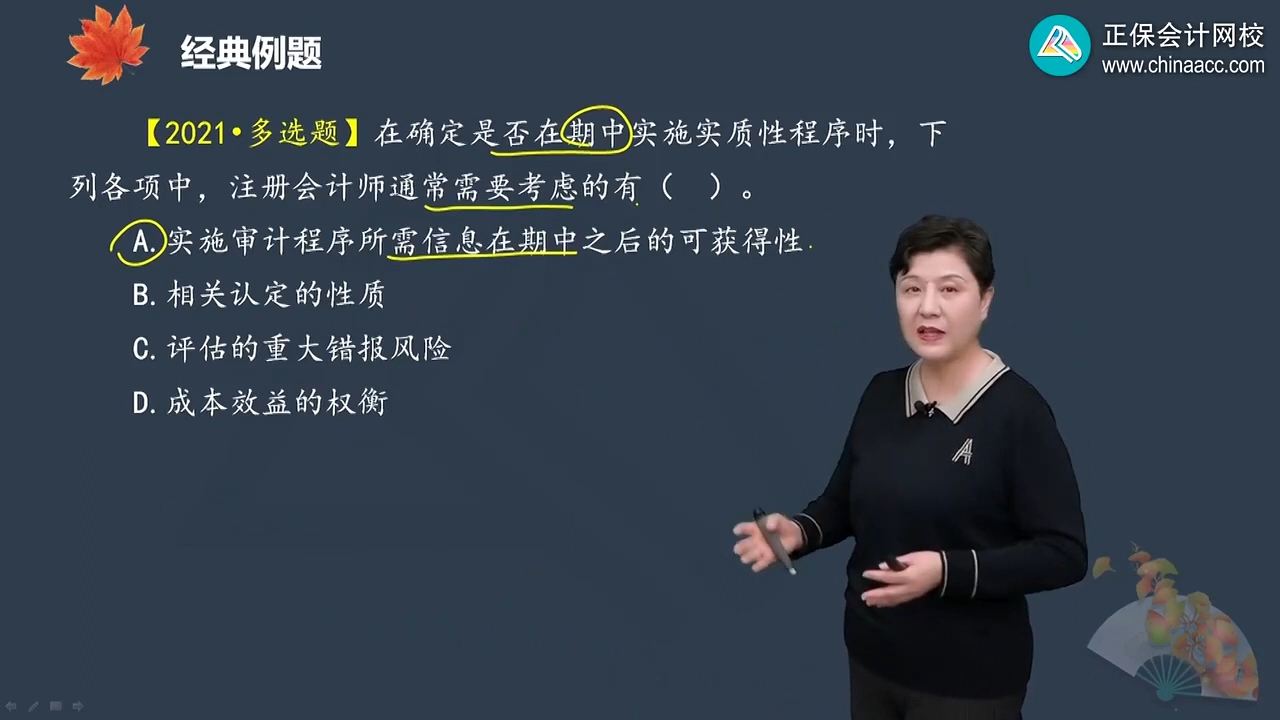 经典例题
正保会计网校
www.chinaacc.com
【2021•多选题】在确定是否在期中实施实质性程序时，下
列各项中，注册会计师通常需要考虑的有（ ）。
A.实施审计程序所需信息在期中之后的可获得性
B.相关认定的性质
C.评估的重大错报风险
D.成本效益的权衡
A